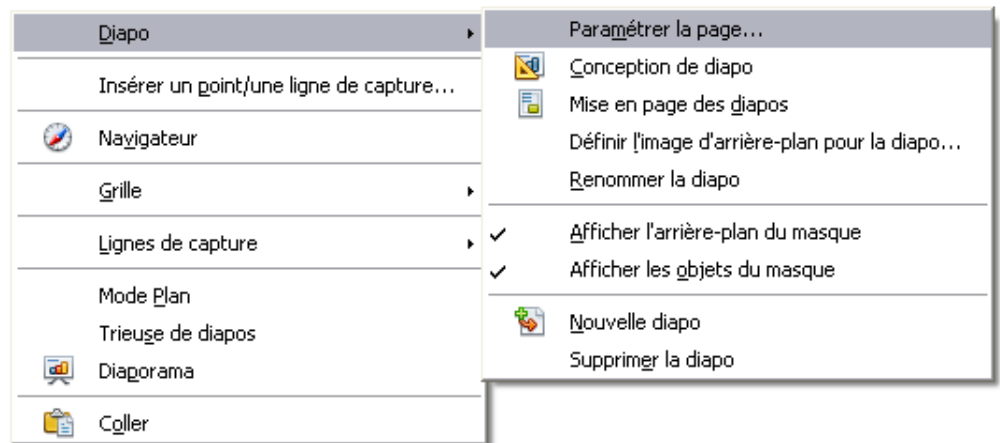 Diapo
Insérer un point/une ligne de capture...
Navigateur
Grille
Lignes de capture
Mode Plan
Trieuse de diapos
Diaporama
Coller
Paramétrer la page...
Conception de diapo
Mise en page des diapos
Définir l'image d'arrière-plan pour la diapo...
Renommer la diapo
Afficher l'arrière-plan du masque
Afficher les objets du masque
Nouvelle diapo
Supprimer la diapo